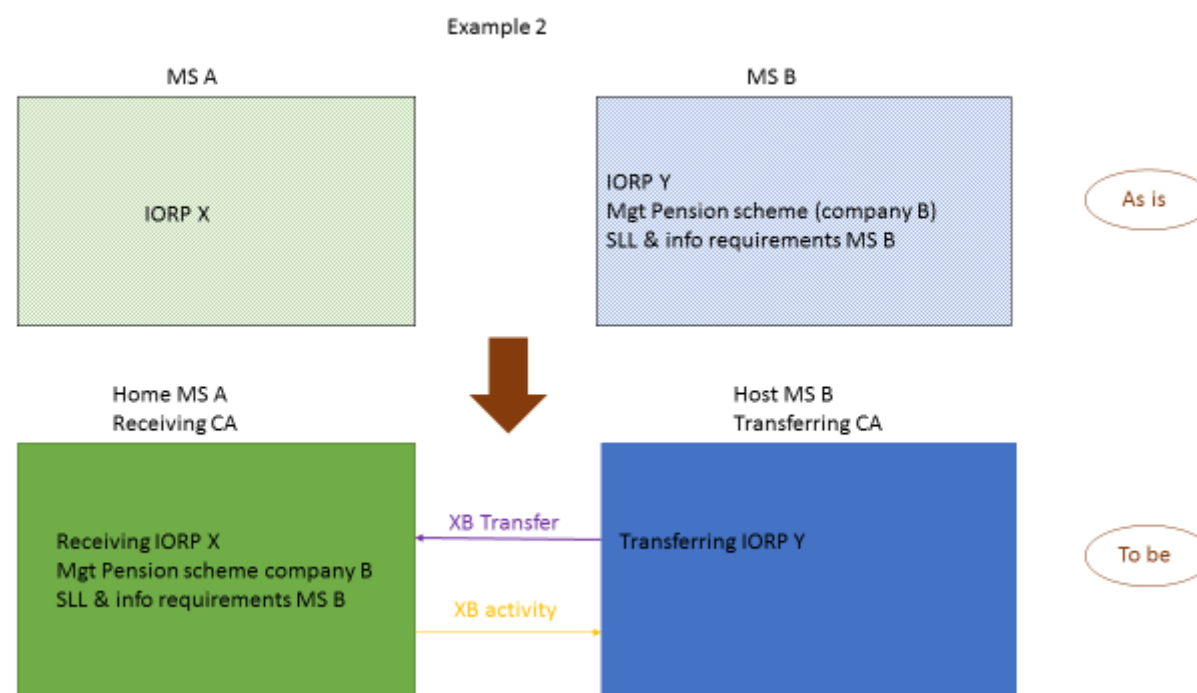 Example 2
MS A
MS B
IORP X
IORP Y
Mgt Pension scheme (company B)
SLL & info requirements MS B
As is
Home MS A
Receiving CA
Host MS B
Transferring CA
Receiving IORP X
Mgt Pension scheme company B
SLL & info requirements MS B
XB Transfer
XB activity
Transferring IORP Y
To be